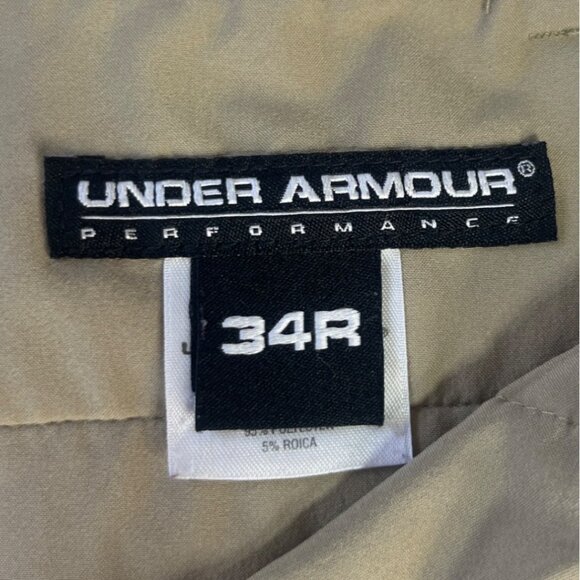 UNDER ARMOUR®
PERFORMANCE
34R
5% ROICA